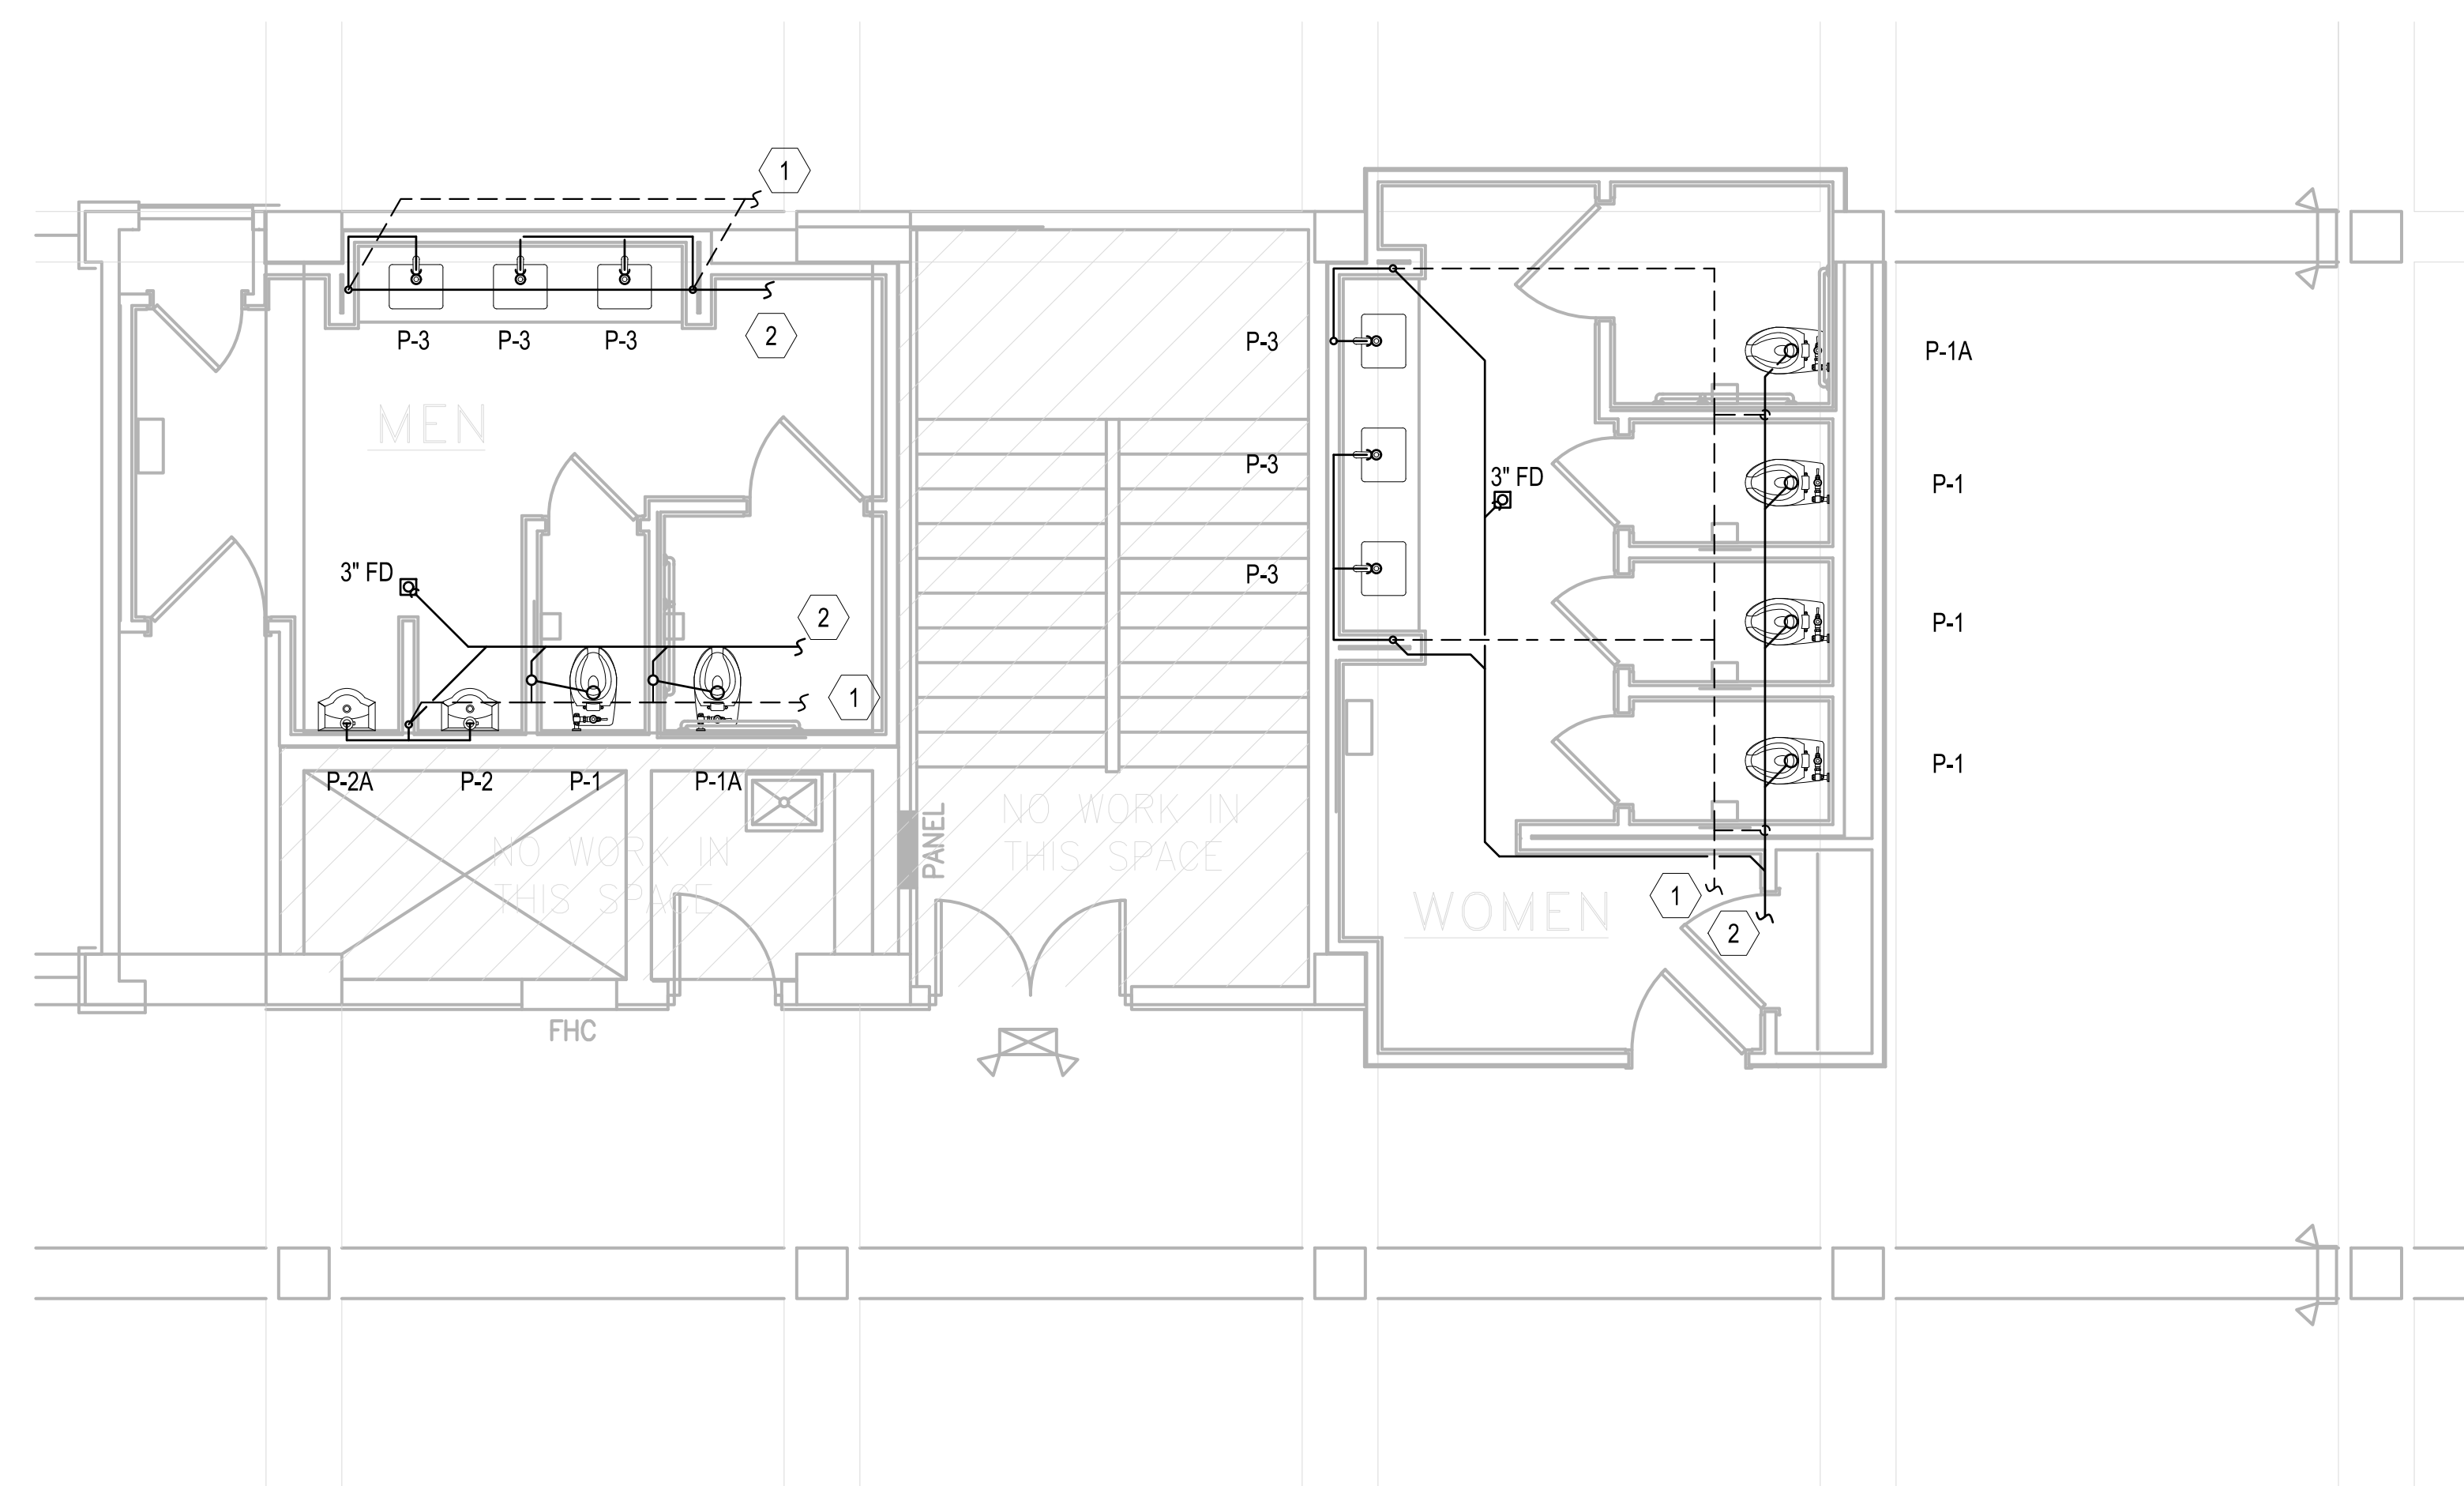 1
P-3 P-3 P-3
2
MEN
3" FD
2
1
P-2A P-2 P-1 P-1A
NO WORK IN
THIS SPACE
PANEL
FHC
NO WORK IN
THIS SPACE
P-3
P-3
P-3
3" FD
P-1A
P-1
P-1
P-1
WOMEN
1
2